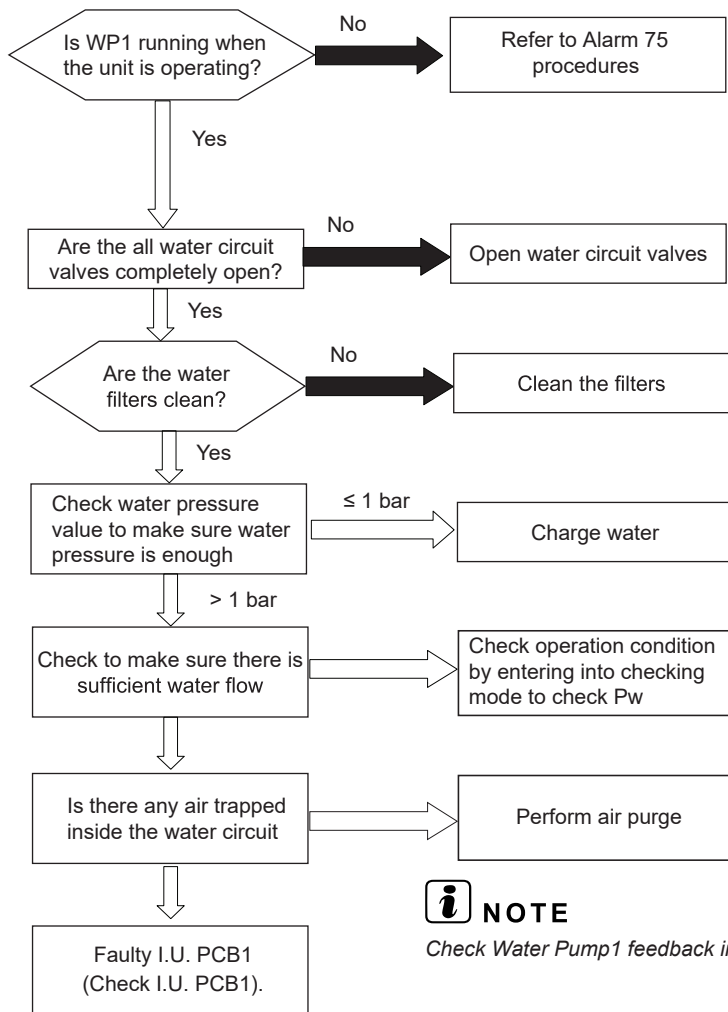 Is WP1 running when
the unit is operating?
No
Refer to Alarm 75
procedures
Yes
Are the all water circuit
valves completely open?
No
Open water circuit valves
Yes
Are the water
filters clean?
No
Clean the filters
Yes
Check water pressure
value to make sure water
pressure is enough
≤ 1 bar
Charge water
> 1 bar
Check to make sure there is
sufficient water flow
Check operation condition
by entering into checking
mode to check Pw
Is there any air trapped
inside the water circuit
Perform air purge
Faulty I.U. PCB1
(Check I.U. PCB1).
i NOTE
Check Water Pump1 feedback